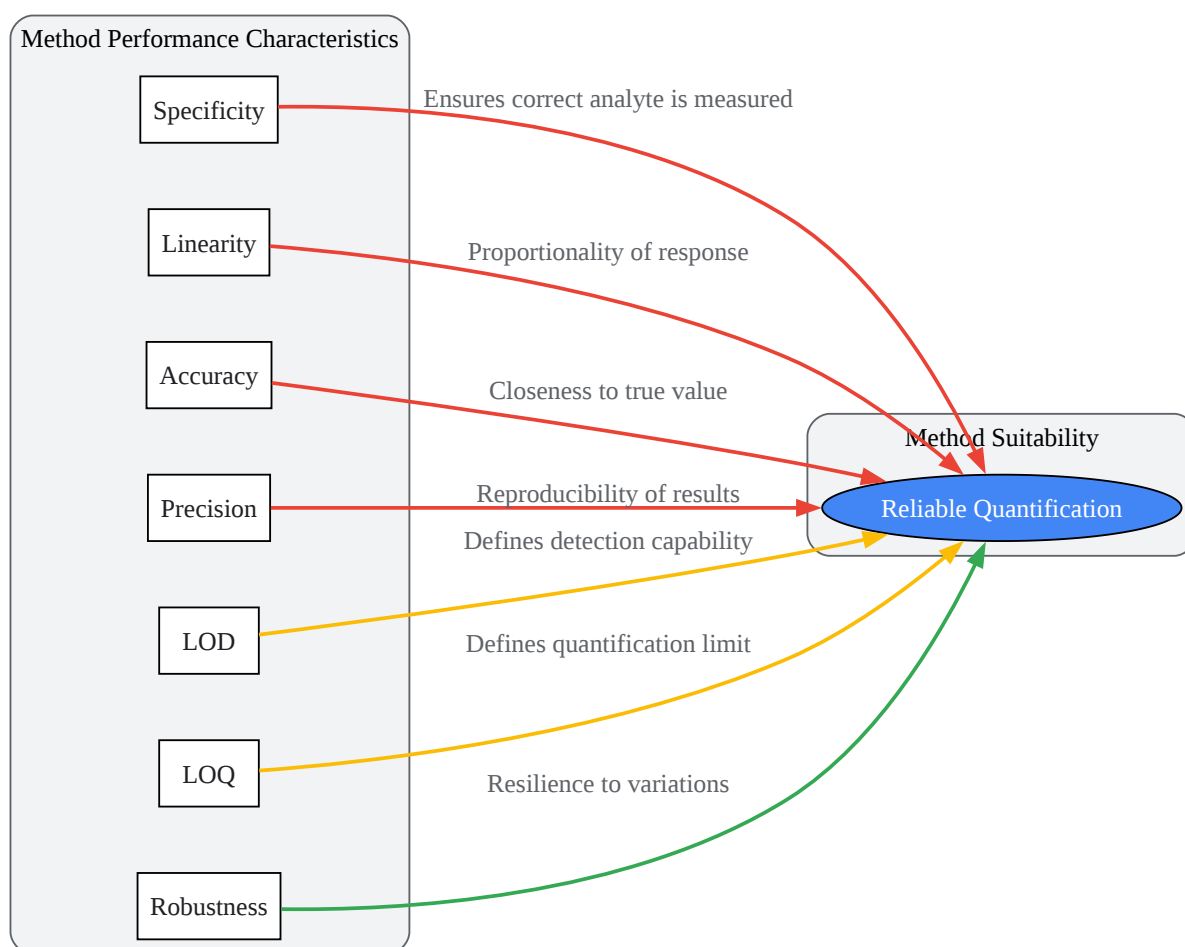 Method Performance Characteristics
Specificity
Ensures correct analyte is measured
Linearity
Proportionality of response
Accuracy
Closeness to true value
Method Suitability
Precision
Reproducibility of results
Reliable Quantification
Defines detection capability
LOD
Defines quantification limit
LOQ
Resilience to variations
Robustness